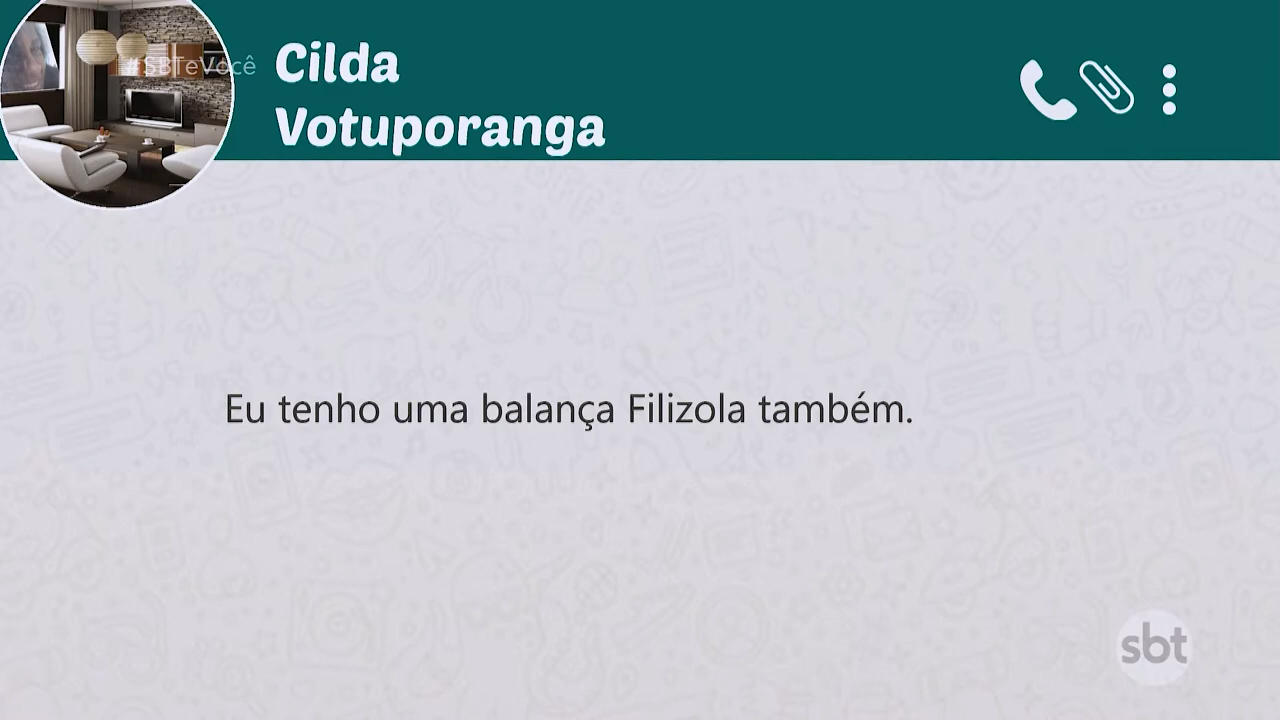 #SBTeVocê
Cilda
Votuporanga
Eu tenho uma balança Filizola também.
sbt